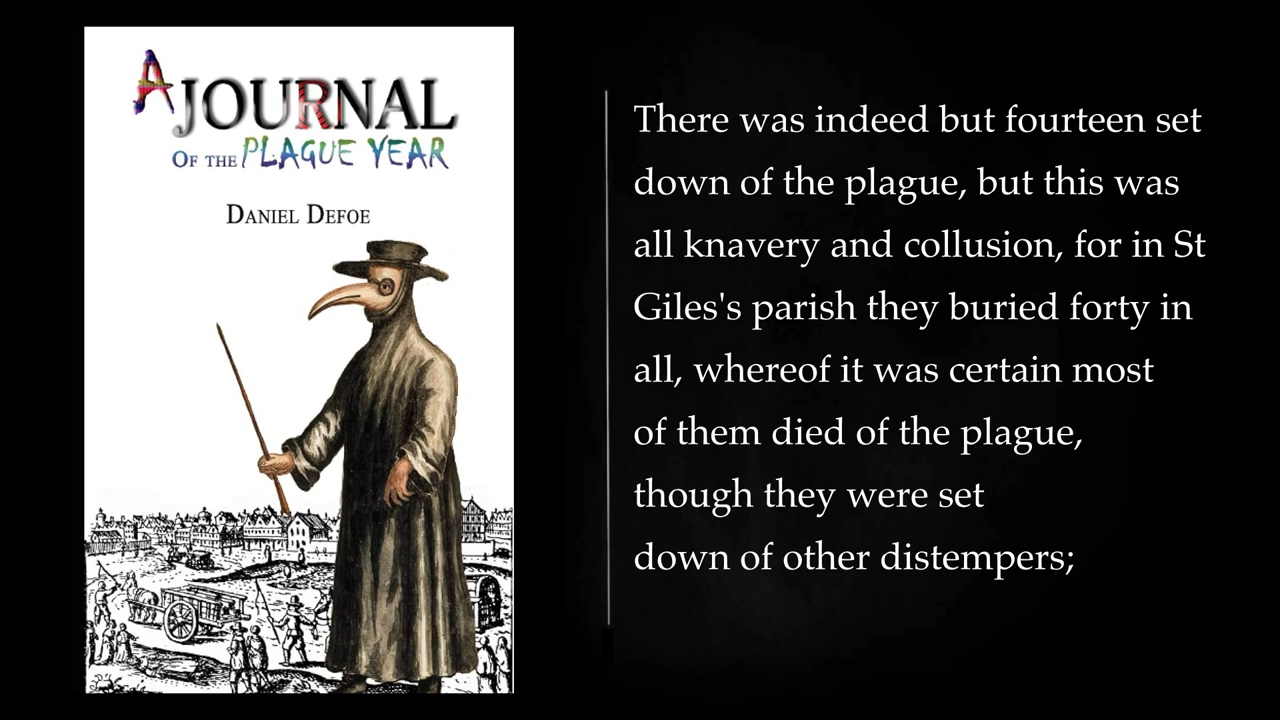 A JOURNAL
OF THE PLAGUE YEAR
DANIEL DEFOE
There was indeed but fourteen set
down of the plague, but this was
all knavery and collusion, for in St
Giles's parish they buried forty in
all, whereof it was certain most
of them died of the plague,
though they were set
down of other distempers;